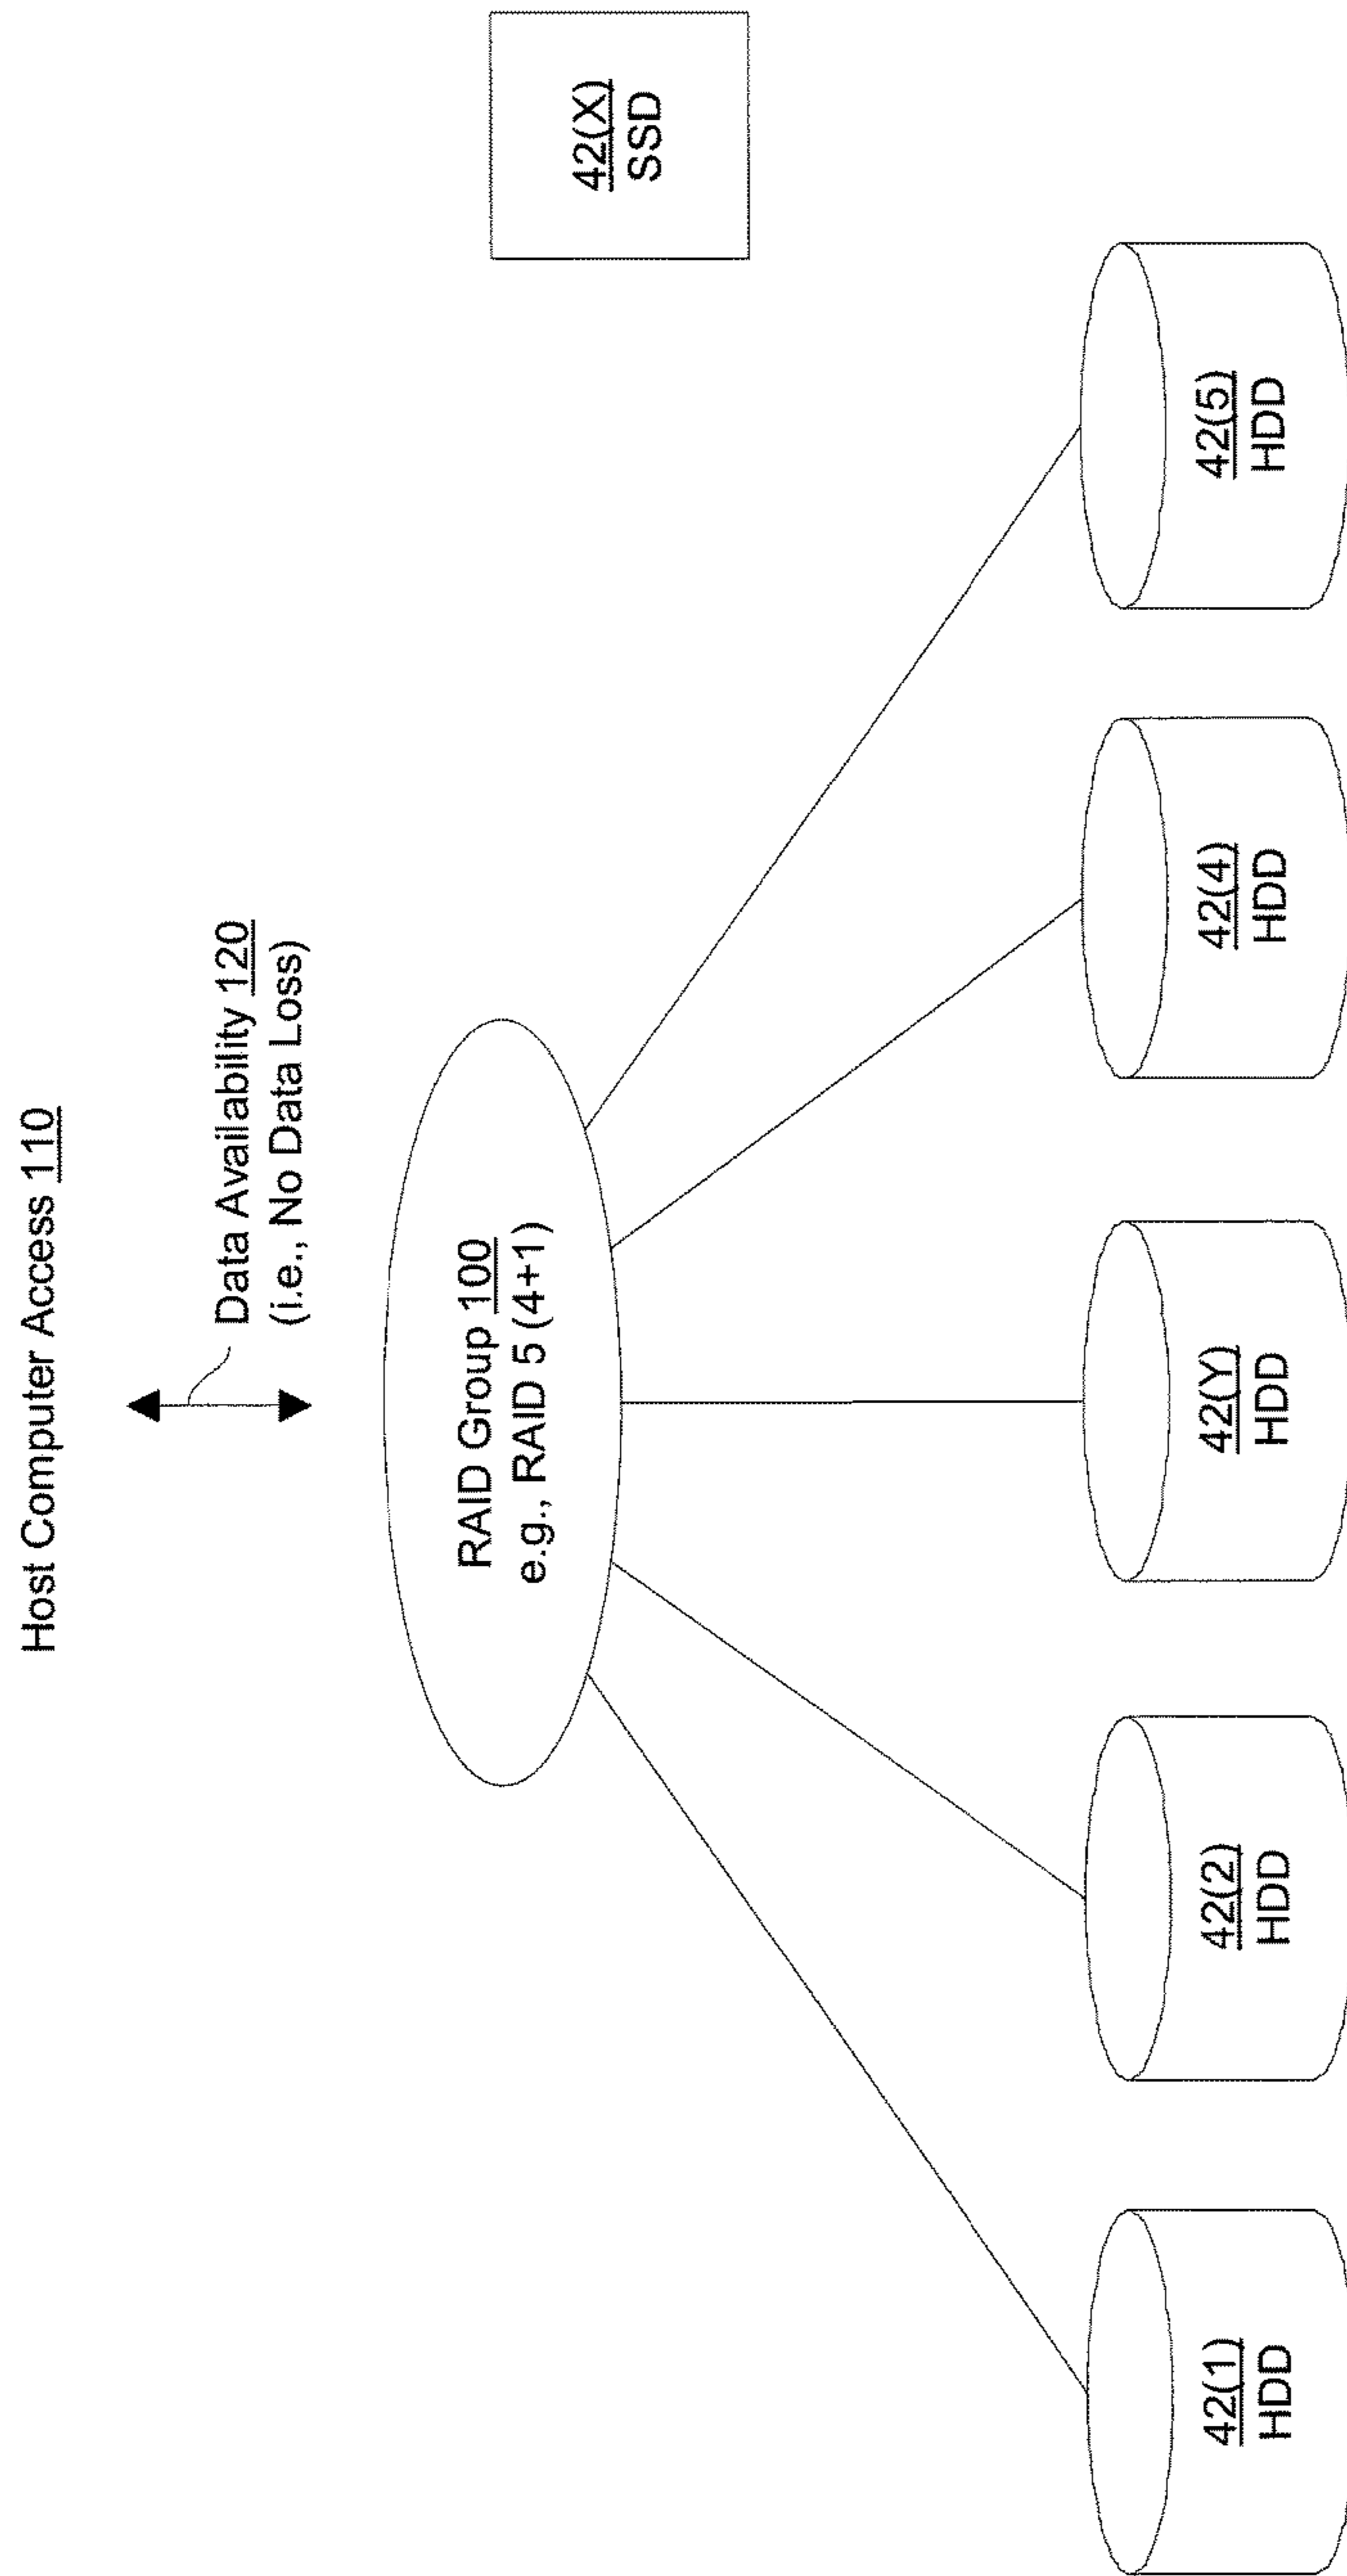 Host Computer Access 110
Data Availability 120
(i.e., No Data Loss)
RAID Group 100
e.g., RAID 5 (4+1)
42(X)
SSD
42(1)
HDD
42(2)
HDD
42(Y)
HDD
42(4)
HDD
42(5)
HDD